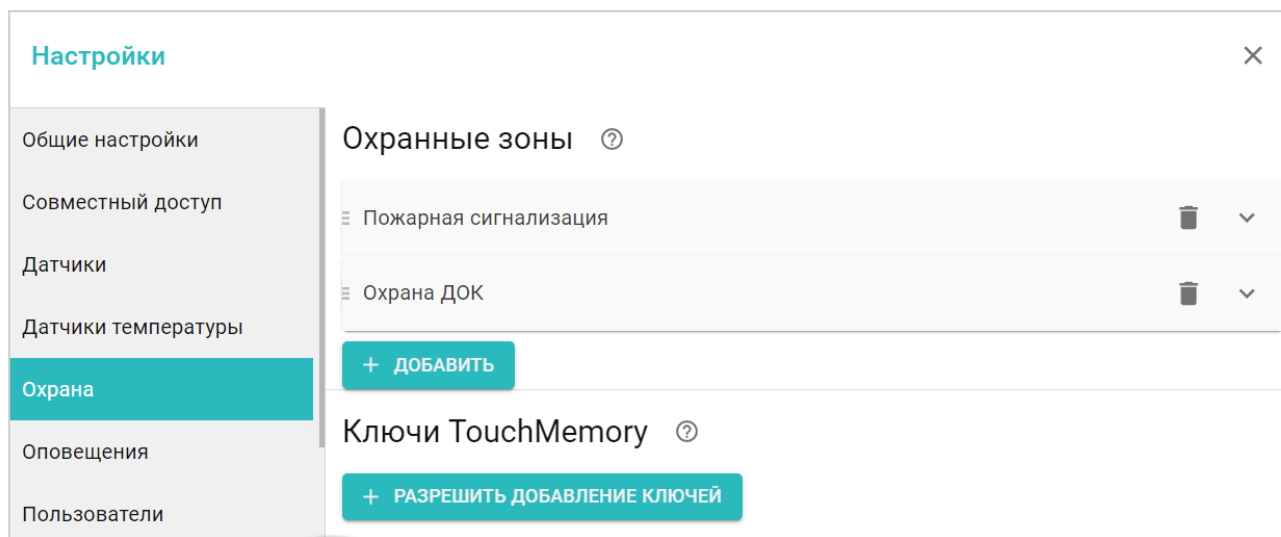 Настройки
Общие настройки
Совместный доступ
Датчики
Датчики температуры
Охрана
Оповещения
Пользователи
Охранные зоны
Пожарная сигнализация
Охрана ДОК
+ ДОБАВИТЬ
Ключи TouchMemory
+ РАЗРЕШИТЬ ДОБАВЛЕНИЕ КЛЮЧЕЙ